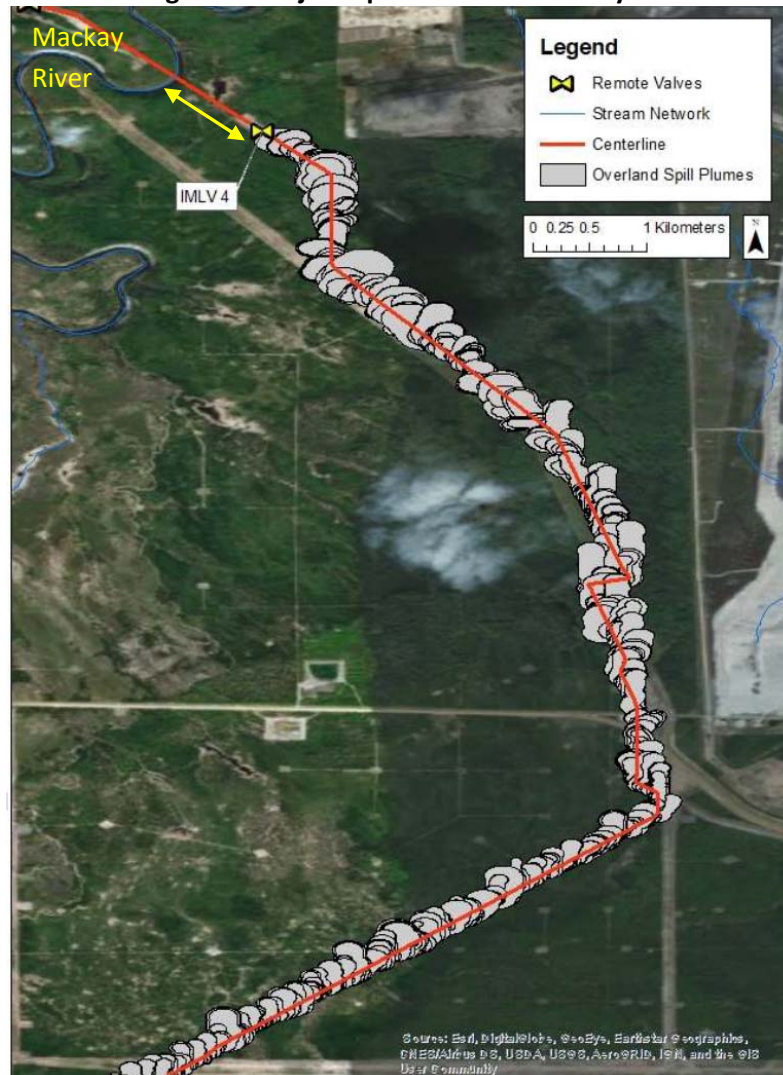 Mackay
River
IMLV 4
Legend
Remote Valves
Stream Network
Centerline
Overland Spill Plumes
0 0.25 0.5 1 Kilometers
N
Source: Esri, DigitalGlobe, GeoEye, Earthstar Geographics,
CNES/Airbus DS, USDA, USGS, AeroGRID, IGN, and the GIS
User Community